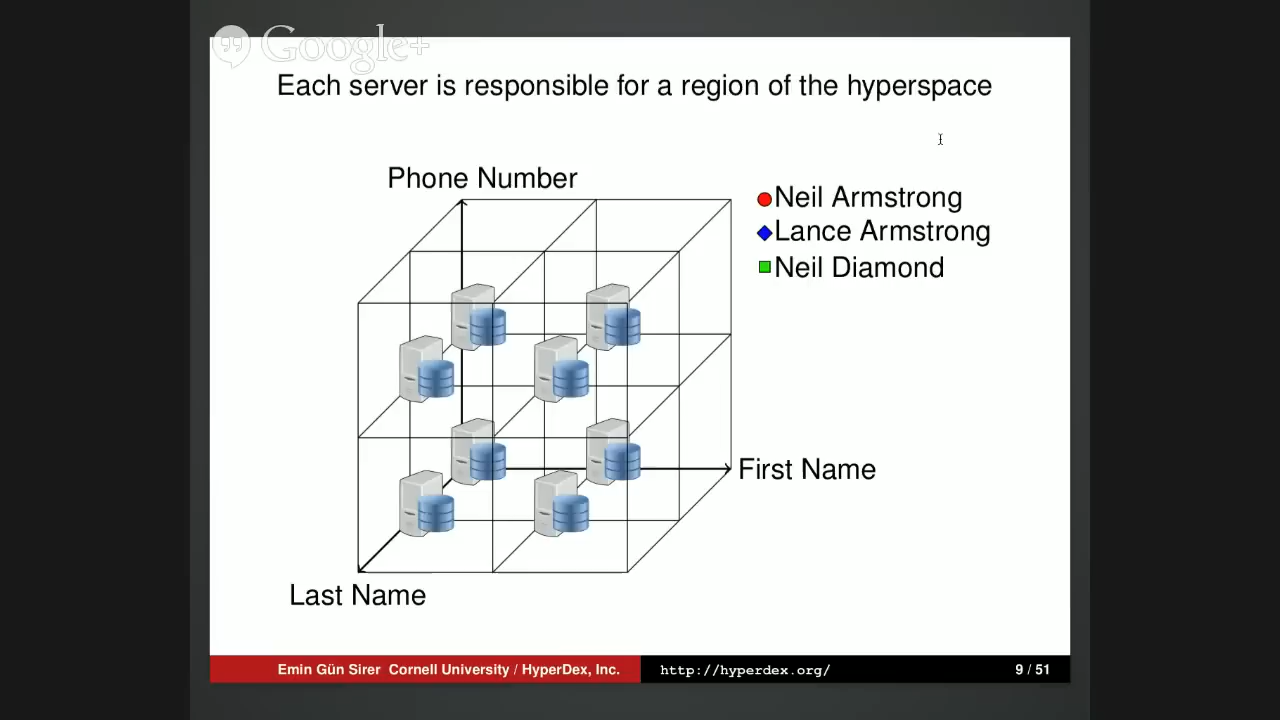 Google+
Each server is responsible for a region of the hyperspace
Phone Number
Neil Armstrong
Lance Armstrong
Neil Diamond
First Name
Last Name
Emin Gün Sirer Cornell University / HyperDex, Inc.
http://hyperdex.org/
9 / 51